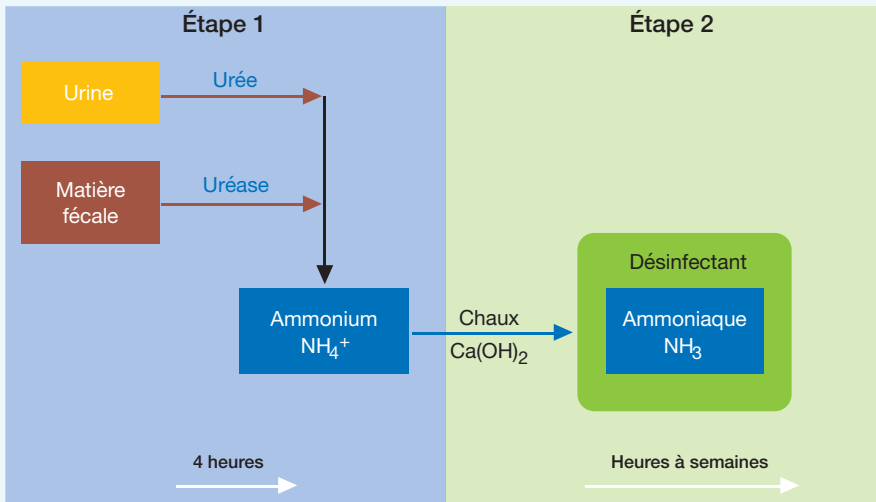 Étape 1
Étape 2
Urine
Urée
Matière
fécale
Uréase
Ammonium
NH₄⁺
Chaux
Ca(OH)₂
Désinfectant
Ammoniaque
NH₃
4 heures
Heures à semaines